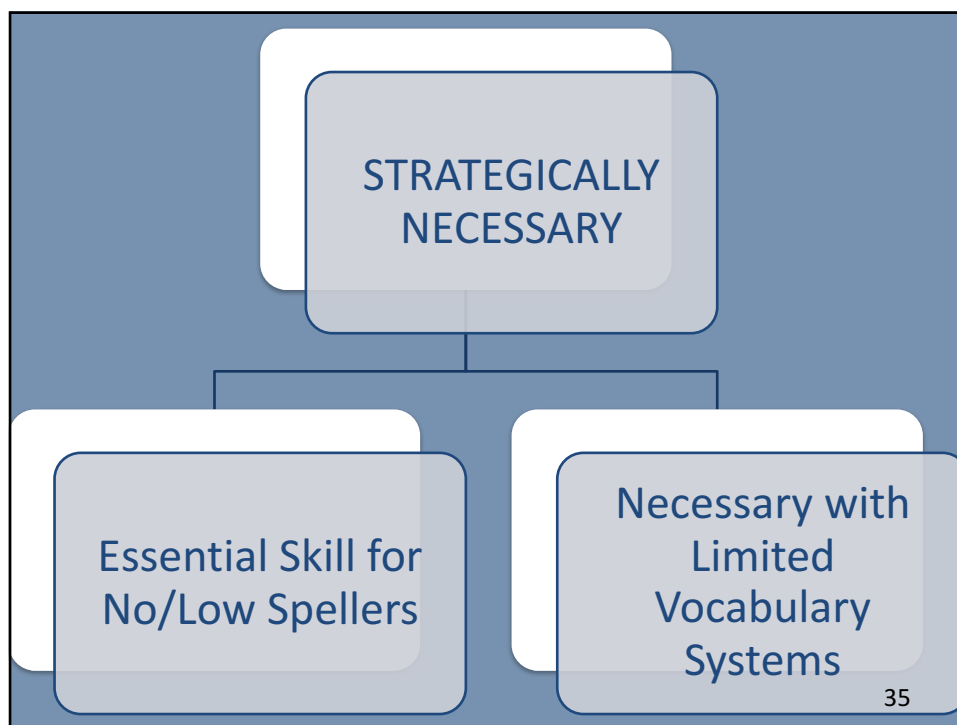 STRATEGICALLY
NECESSARY
Essential Skill for
No/Low Spellers
Necessary with
Limited
Vocabulary
Systems
35